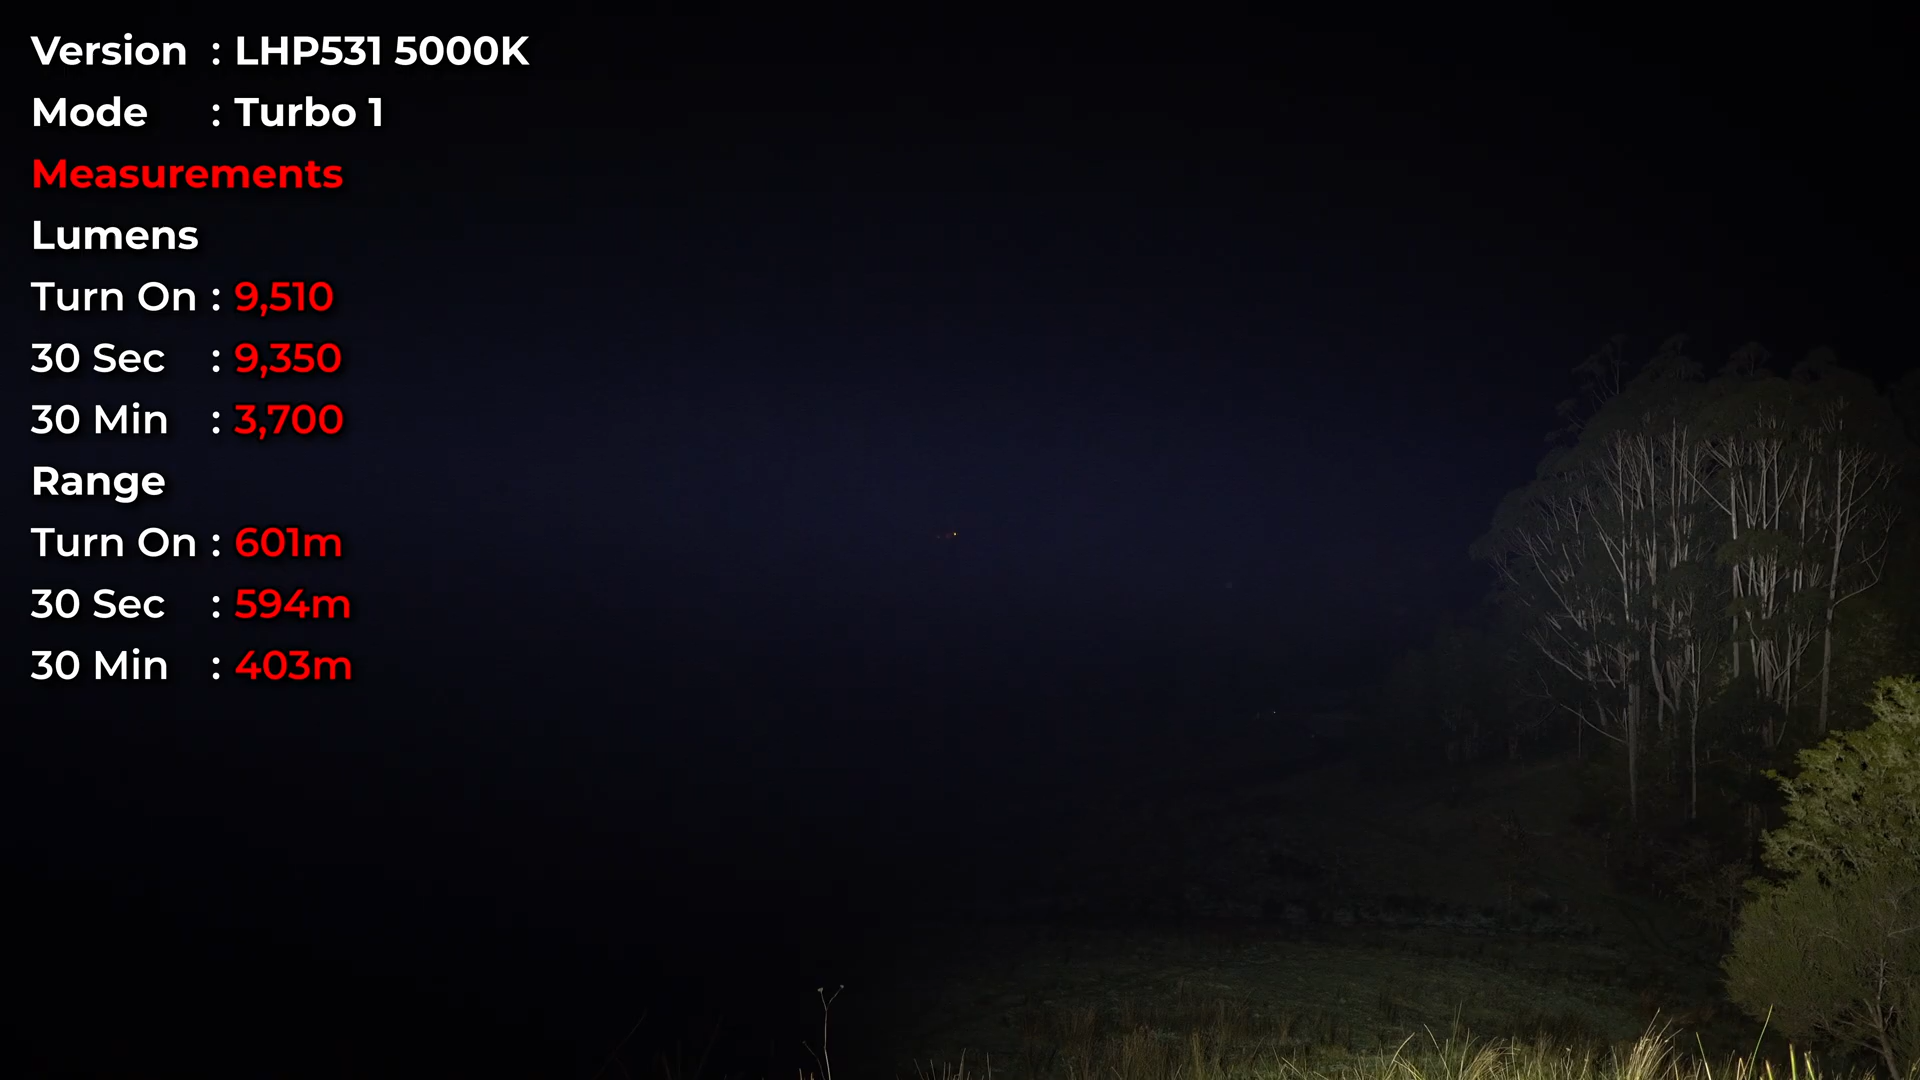 Version : LHP531 5000K
Mode : Turbo 1
Measurements
Lumens
Turn On : 9,510
30 Sec : 9,350
30 Min : 3,700
Range
Turn On : 601m
30 Sec : 594m
30 Min : 403m